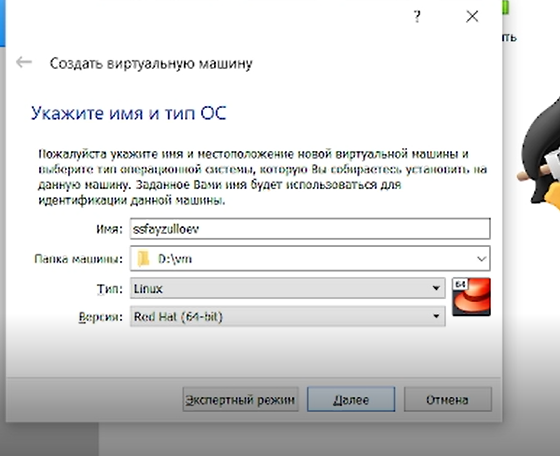 ?
ть
Создать виртуальную машину
Укажите имя и тип ОС
Пожалуйста укажите имя и местоположение новой виртуальной машины и
выберите тип операционной системы, которую Вы собираетесь установить на
данную машину. Заданное Вами имя будет использоваться для
идентификации данной машины.
Имя: ssfayzulloev
Папка машины: D:\vm
Тип: Linux
64
Версия: Red Hat (64-bit)
Экспертный режим Далее Отмена